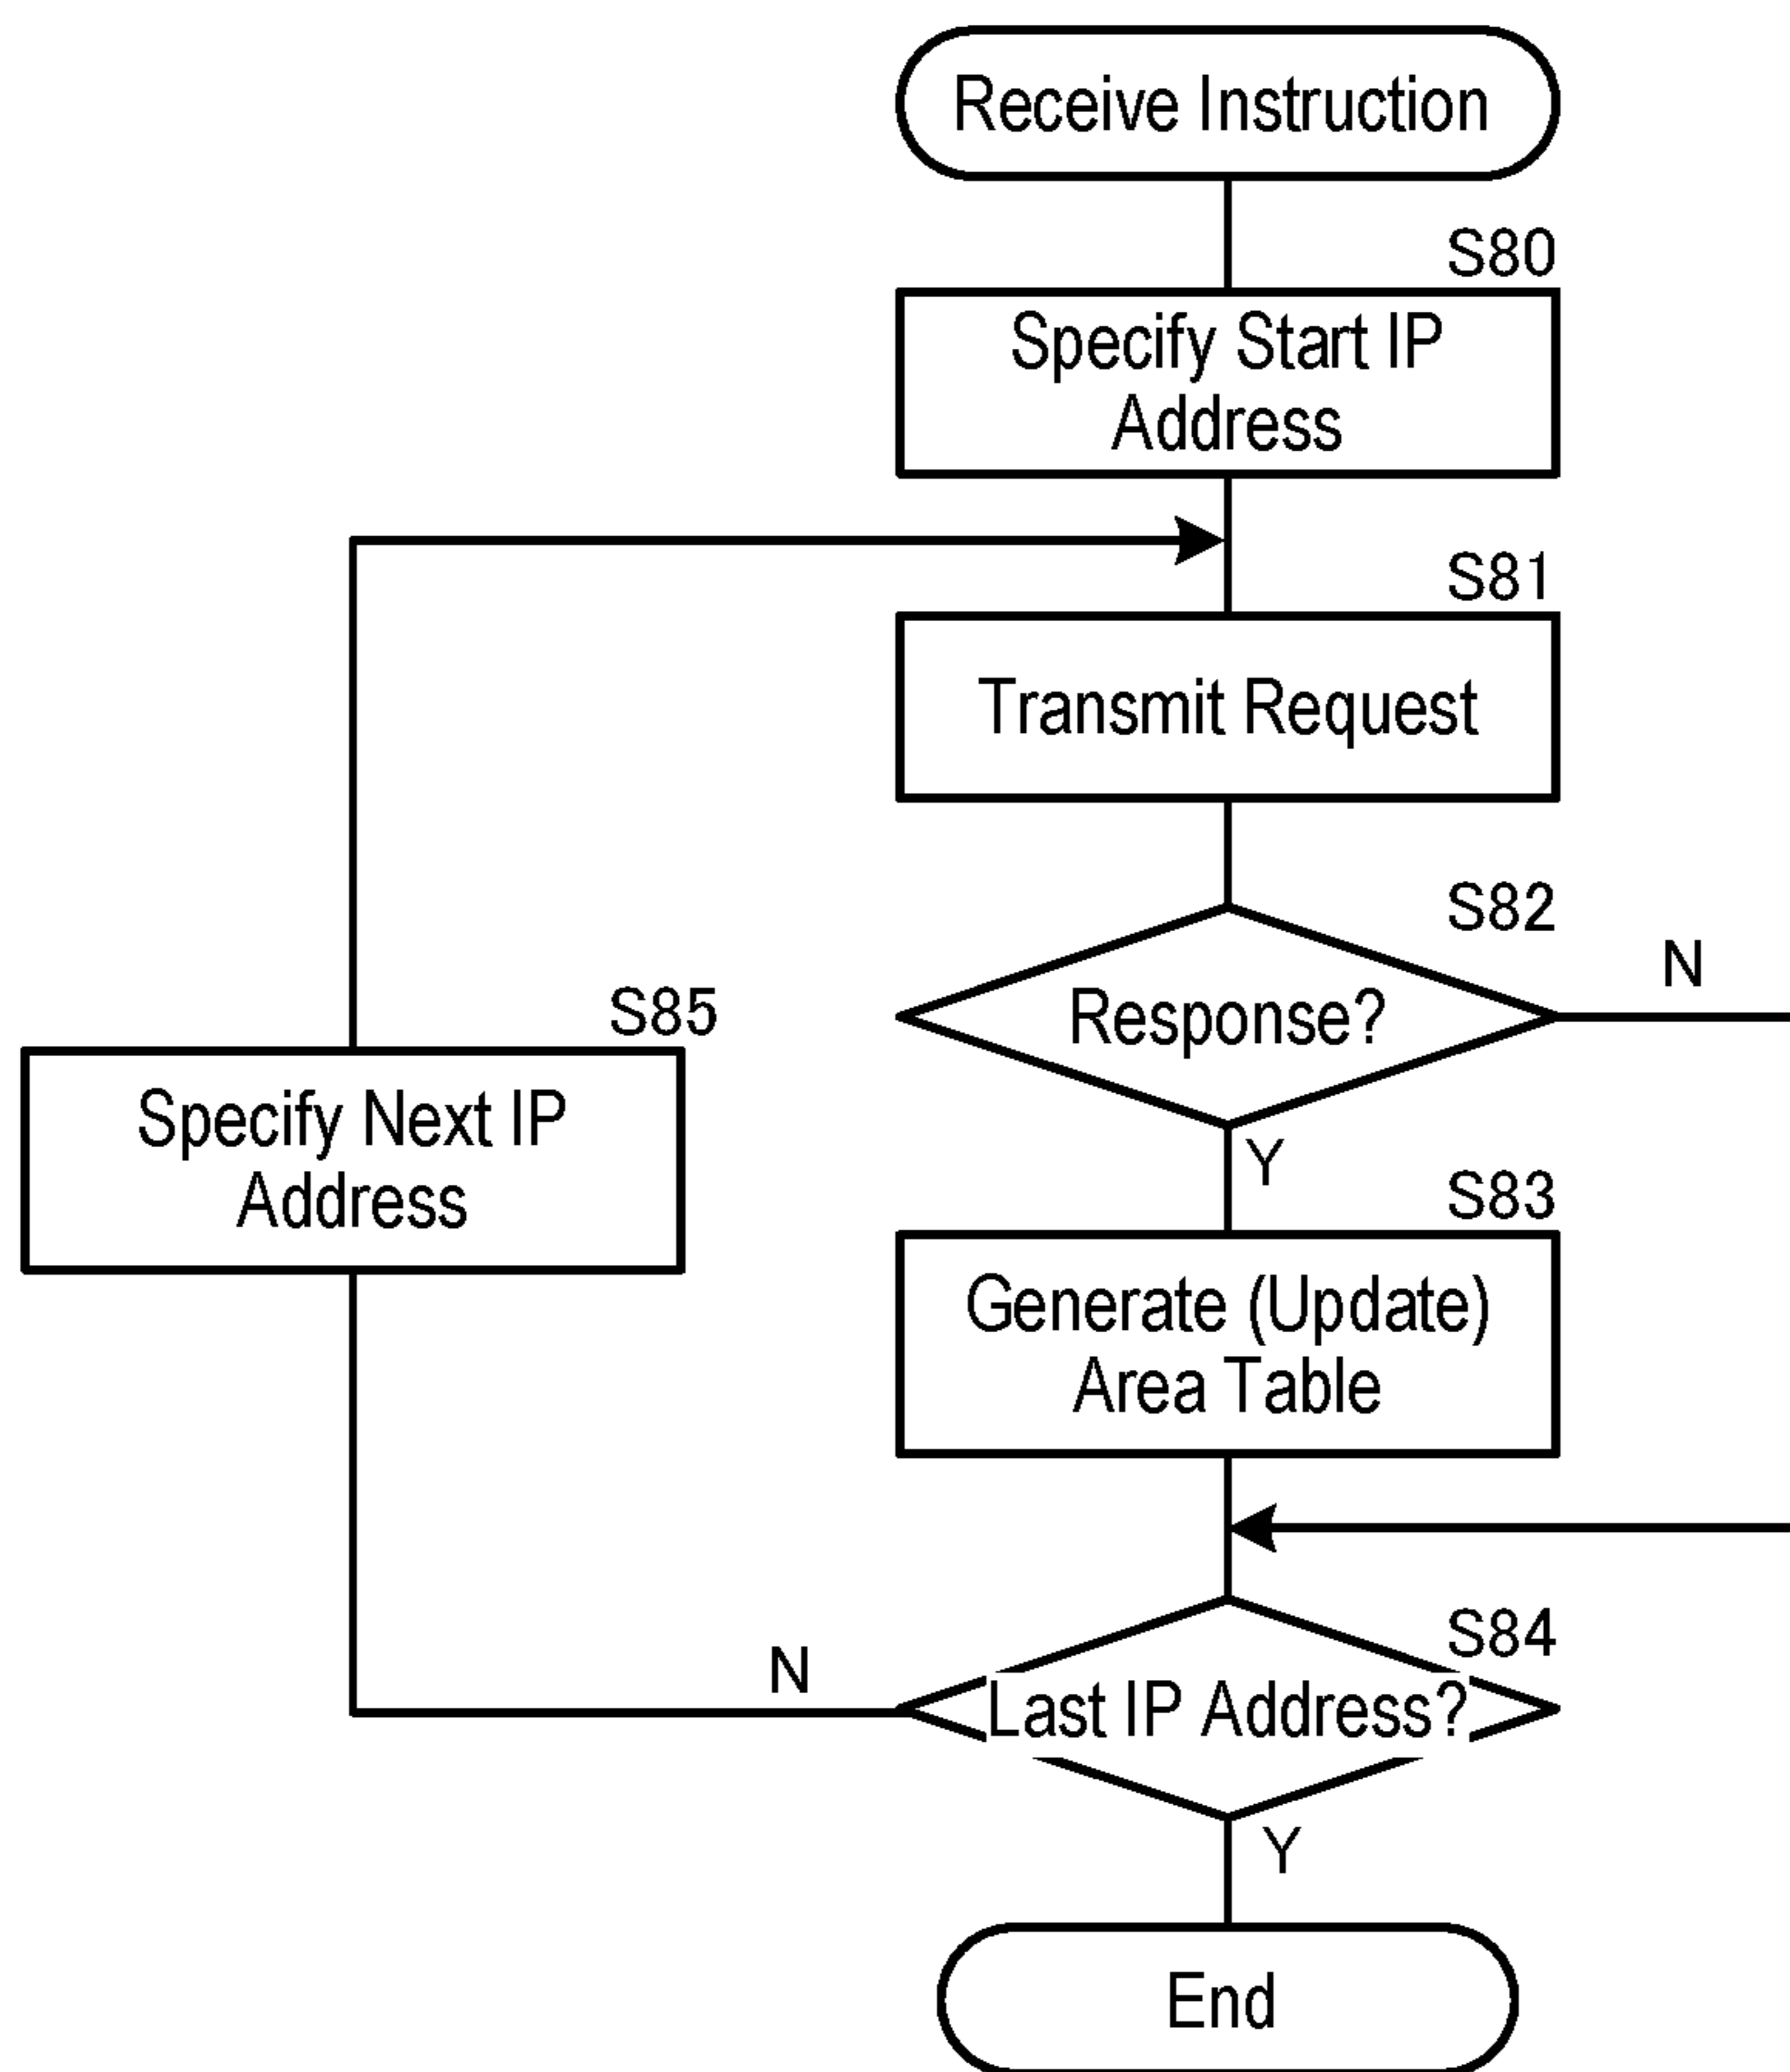 Receive Instruction
S80
Specify Start IP
Address
S81
Transmit Request
S82
Response?
N
Y
S83
Generate (Update)
Area Table
S84
Last IP Address?
N
Y
S85
Specify Next IP
Address
End